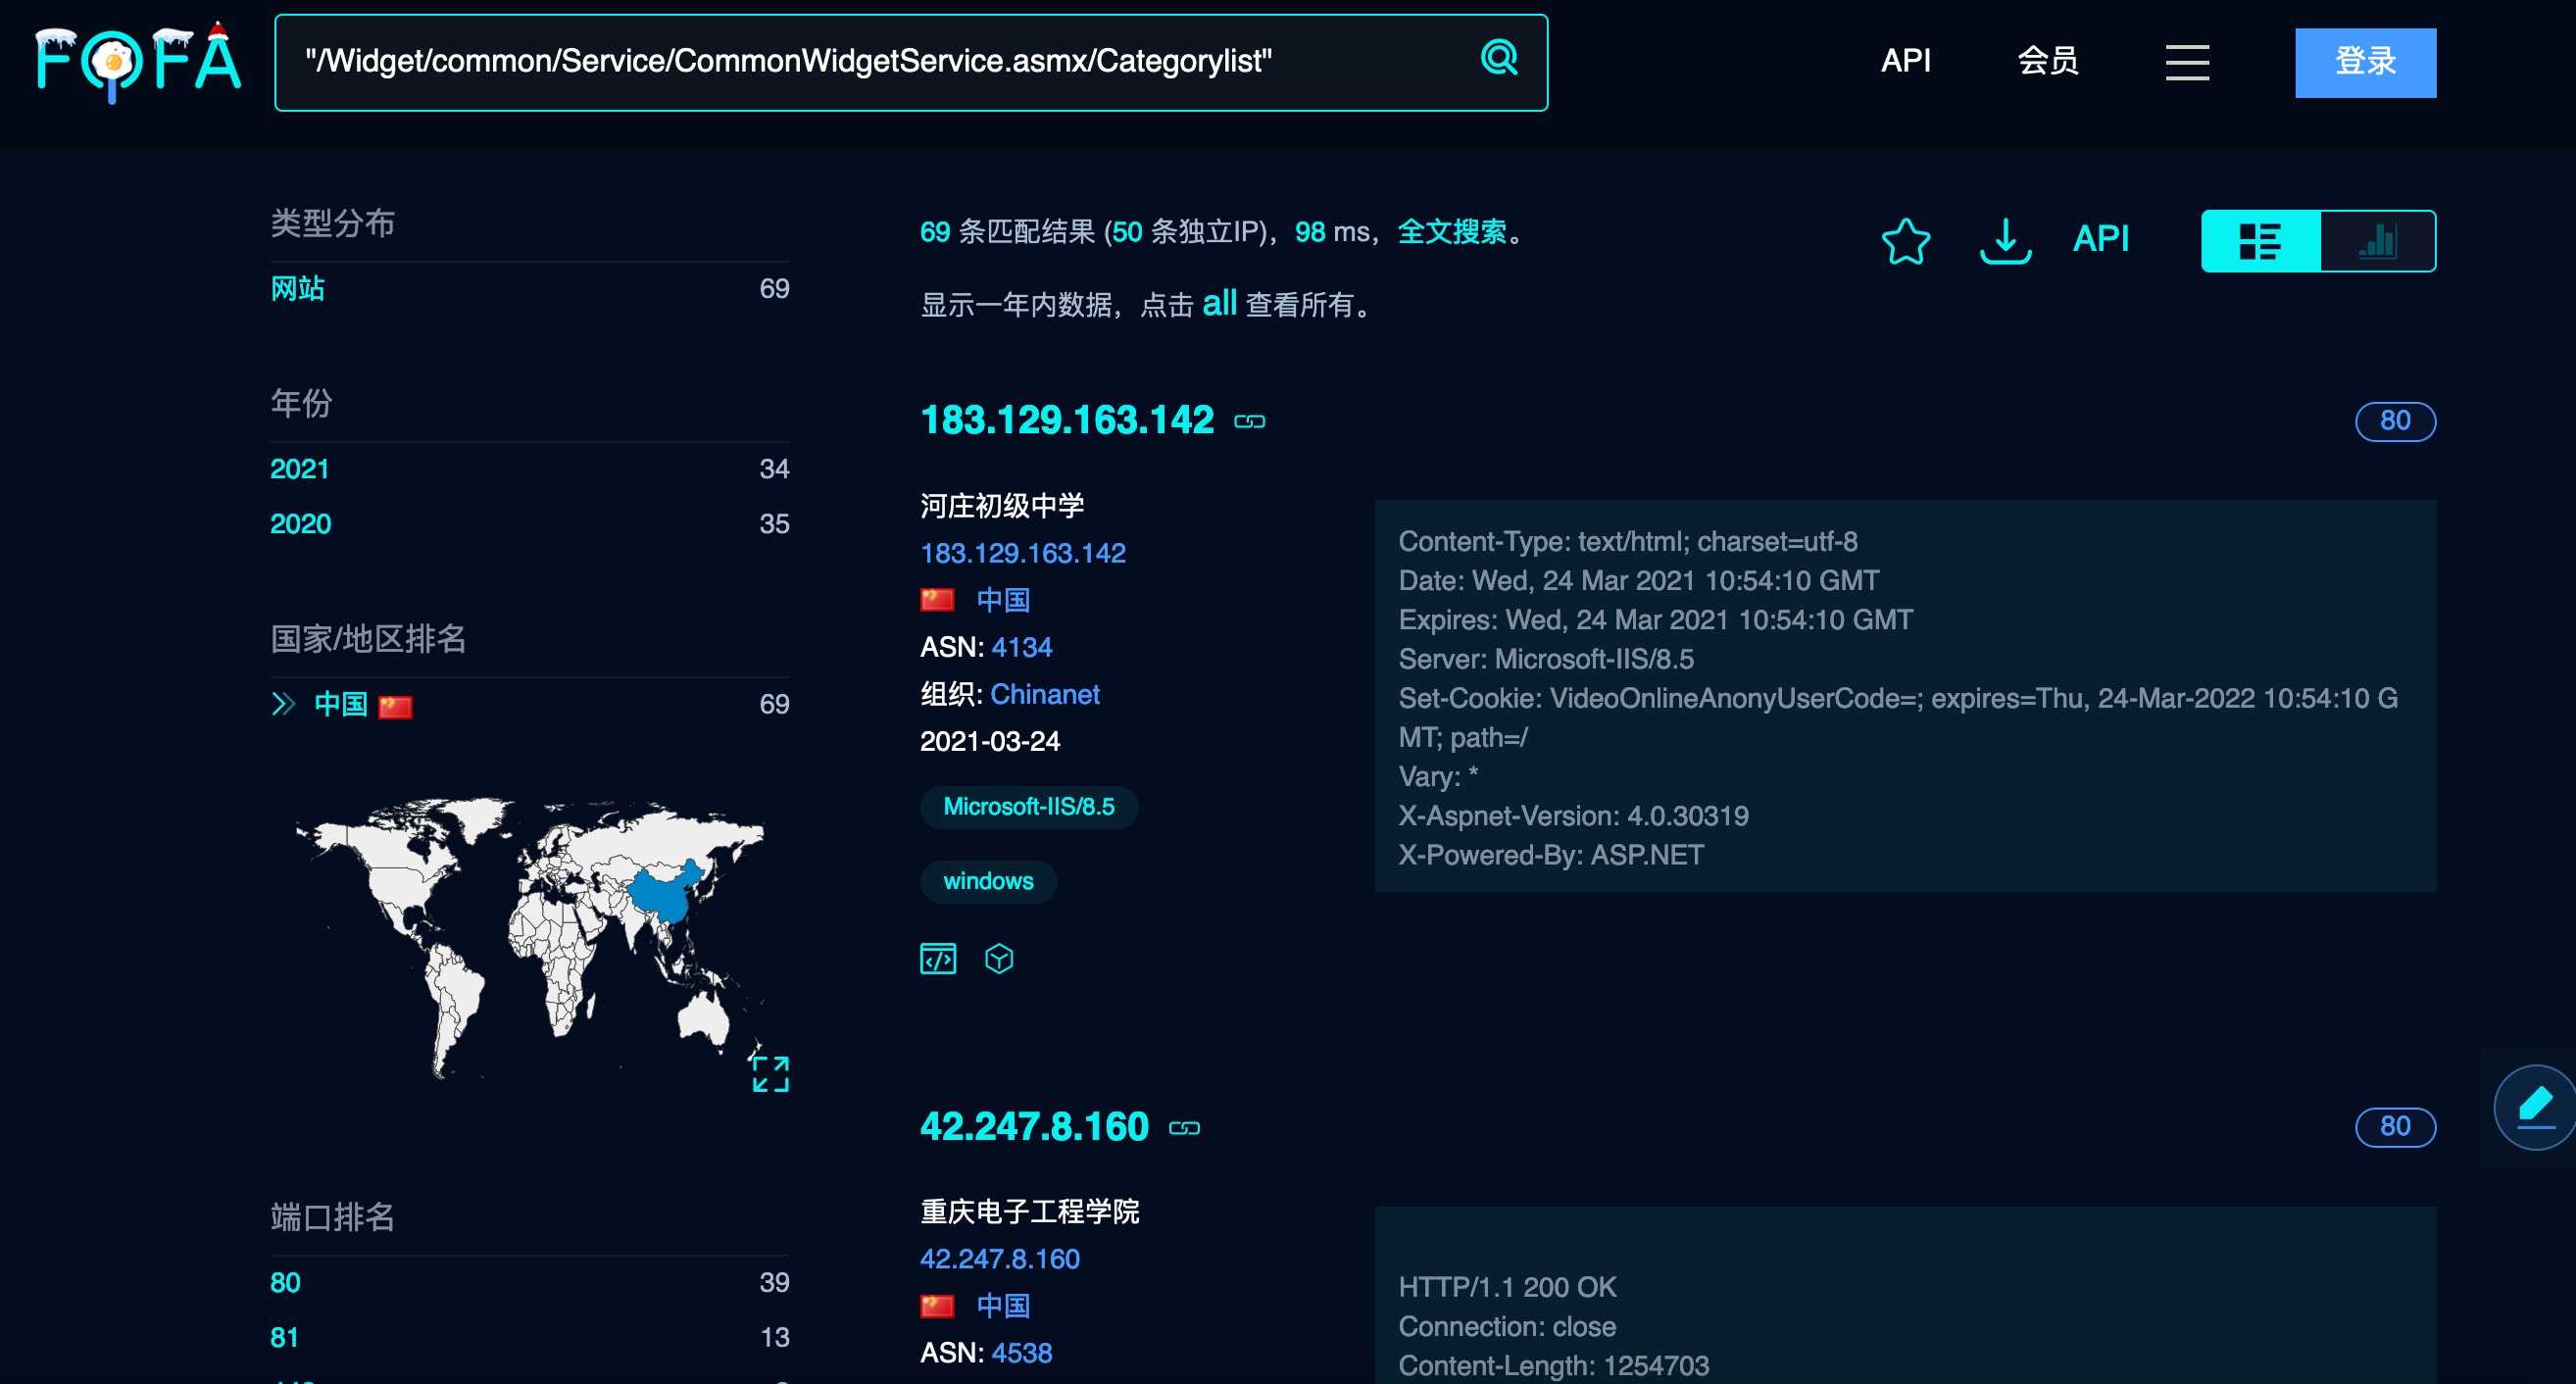 FOFA
"/Widget/common/Service/CommonWidgetService.asmx/Categorylist"
API
会员
登录
类型分布
网站 69
年份
2021 34
2020 35
国家/地区排名
中国 69
端口排名
80 39
81 13
69 条匹配结果 (50 条独立IP)，98 ms，全文搜索。
API
显示一年内数据，点击 all 查看所有。
183.129.163.142
80
河庄初级中学
183.129.163.142
中国
ASN: 4134
组织: Chinanet
2021-03-24
Microsoft-IIS/8.5
windows
Content-Type: text/html; charset=utf-8
Date: Wed, 24 Mar 2021 10:54:10 GMT
Expires: Wed, 24 Mar 2021 10:54:10 GMT
Server: Microsoft-IIS/8.5
Set-Cookie: VideoOnlineAnonyUserCode=; expires=Thu, 24-Mar-2022 10:54:10 G
MT; path=/
Vary: *
X-Aspnet-Version: 4.0.30319
X-Powered-By: ASP.NET
42.247.8.160
80
重庆电子工程学院
42.247.8.160
中国
ASN: 4538
HTTP/1.1 200 OK
Connection: close
Content-Length: 1254703